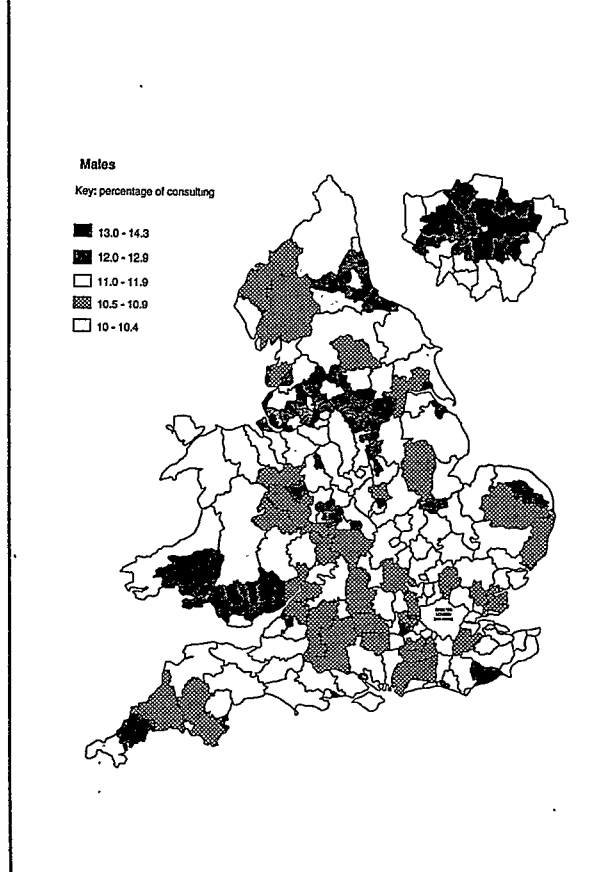 Males
Key: percentage of consulting
13.0 - 14.3
12.0 - 12.9
11.0 - 11.9
10.5 - 10.9
10 - 10.4